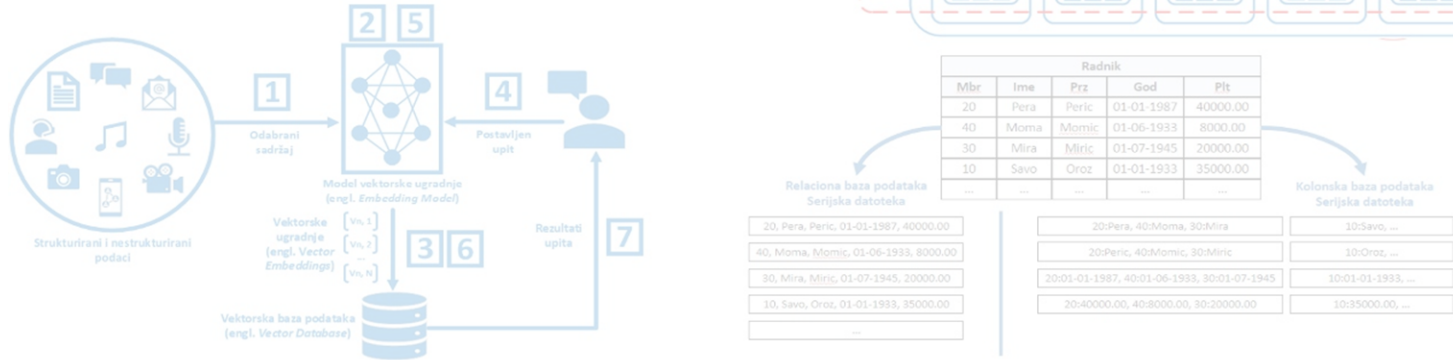 2 5
1
4
Odabrani
sadržaj
Postavljen
upit
Model vektorske ugradnje
(engl. Embedding Model)
Strukturirani i nestrukturirani
podaci
Vektorske
ugradnje
(engl. Vector
Embeddings)
Vn, 1
Vn, 2
...
Vn, N
3 6
Rezultati
upita
7
Vektorska baza podataka
(engl. Vector Database)
Radnik
Mbr Ime Prz God Plt
20 Pera Peric 01-01-1987 40000.00
40 Moma Momic 01-06-1933 8000.00
30 Mira Miric 01-07-1945 20000.00
10 Savo Oroz 01-01-1933 35000.00
... ... ... ... ...
Relaciona baza podataka
Serijska datoteka
20, Pera, Peric, 01-01-1987, 40000.00
40, Moma, Momic, 01-06-1933, 8000.00
30, Mira, Miric, 01-07-1945, 20000.00
10, Savo, Oroz, 01-01-1933, 35000.00
...
Kolonska baza podataka
Serijska datoteka
20:Pera, 40:Moma, 30:Mira
10:Savo, ...
20:Peric, 40:Momic, 30:Miric
10:Oroz, ...
20:01-01-1987, 40:01-06-1933, 30:01-07-1945
10:01-01-1933, ...
20:40000.00, 40:8000.00, 30:20000.00
10:35000.00, ...